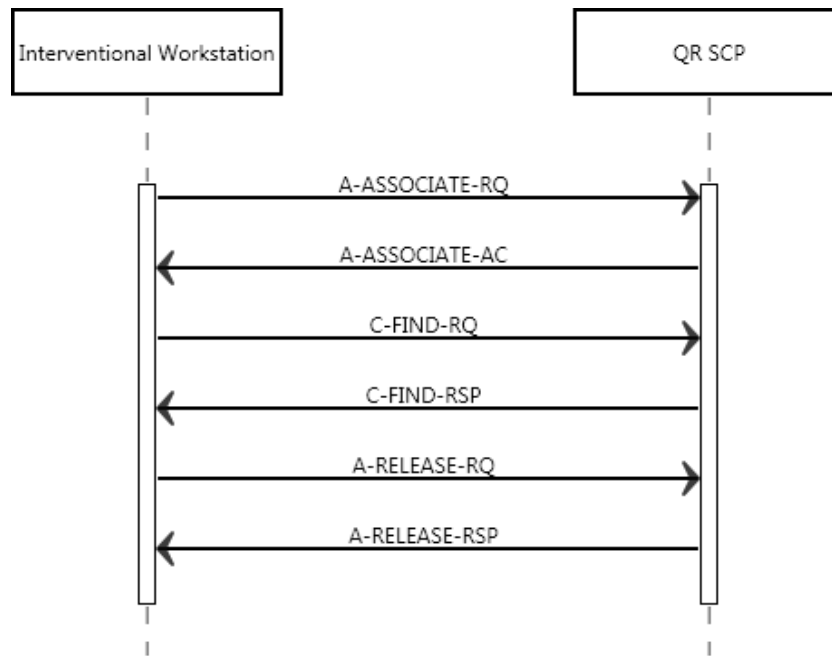 Interventional Workstation
QR SCP
A-ASSOCIATE-RQ
A-ASSOCIATE-AC
C-FIND-RQ
C-FIND-RSP
A-RELEASE-RQ
A-RELEASE-RSP